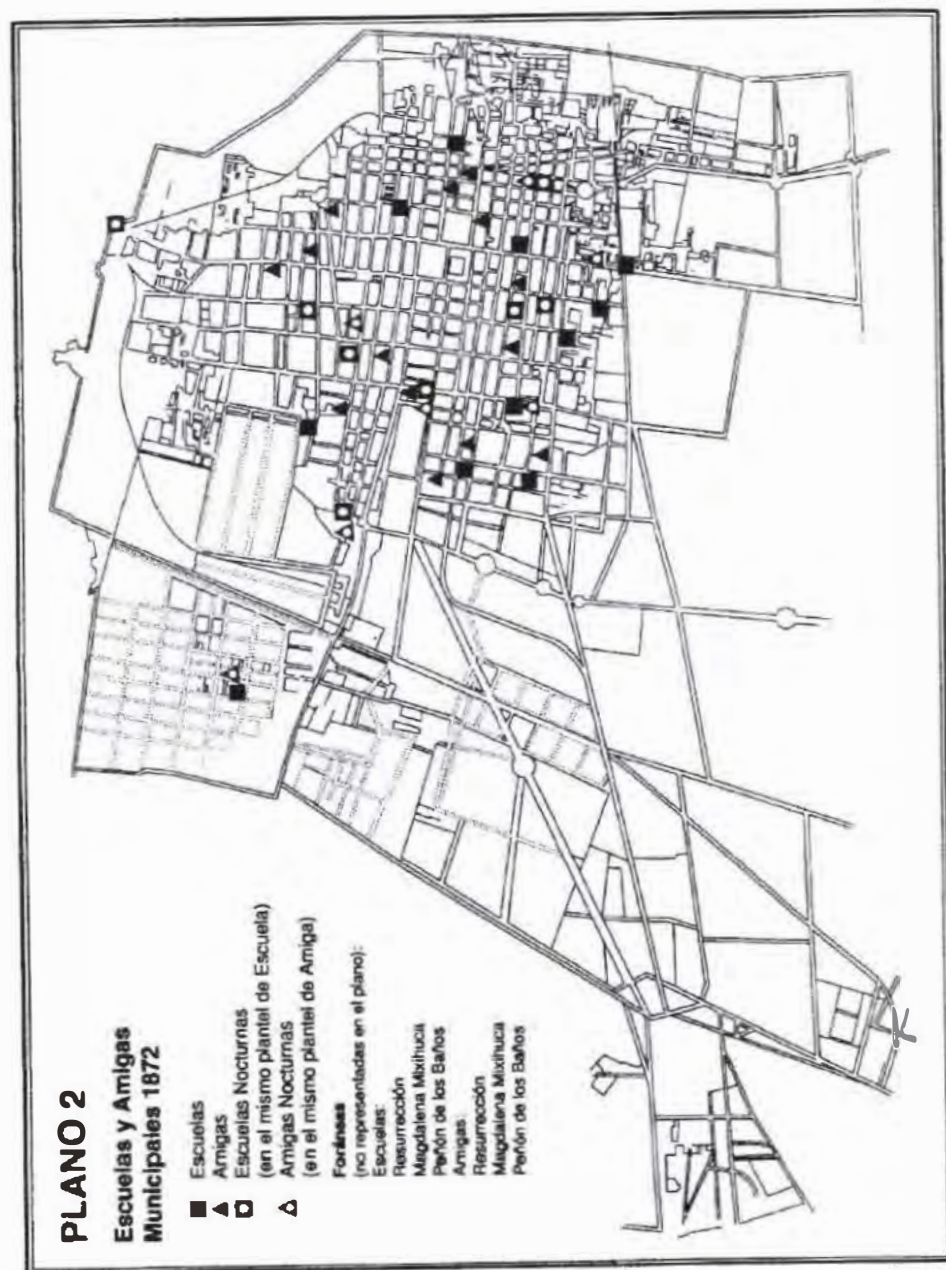 PLANO 2
Escuelas y Amigas
Municipales 1872
Escuelas
Amigas
Escuelas Nocturnas
(en el mismo plantel de Escuela)
Amigas Nocturnas
(en el mismo plantel de Amiga)
Foráneas
(no representadas en el plano):
Escuelas:
Resurrección
Magdalena Mixihuca
Peñón de los Baños
Amigas:
Resurrección
Magdalena Mixihuca
Peñón de los Baños